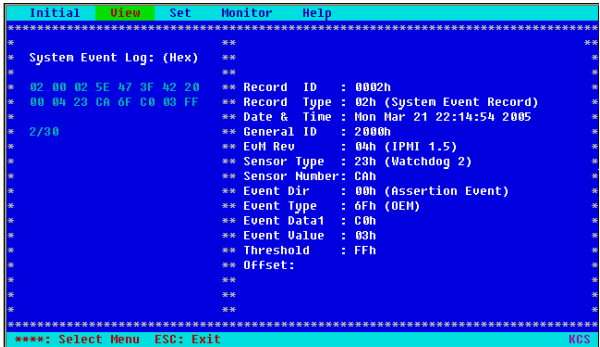 Initial View Set Monitor Help
System Event Log: (Hex)
02 00 02 5E 47 3F 42 20
00 04 23 CA 6F C0 03 FF
2/30
Record ID : 0002h
Record Type : 02h (System Event Record)
Date & Time : Mon Mar 21 22:14:54 2005
General ID : 2000h
EvM Rev : 04h (IPMI 1.5)
Sensor Type : 23h (Watchdog 2)
Sensor Number: CAh
Event Dir : 00h (Assertion Event)
Event Type : 6Fh (OEM)
Event Data1 : C0h
Event Value : 03h
Threshold : FFh
Offset:
****: Select Menu ESC: Exit KCS